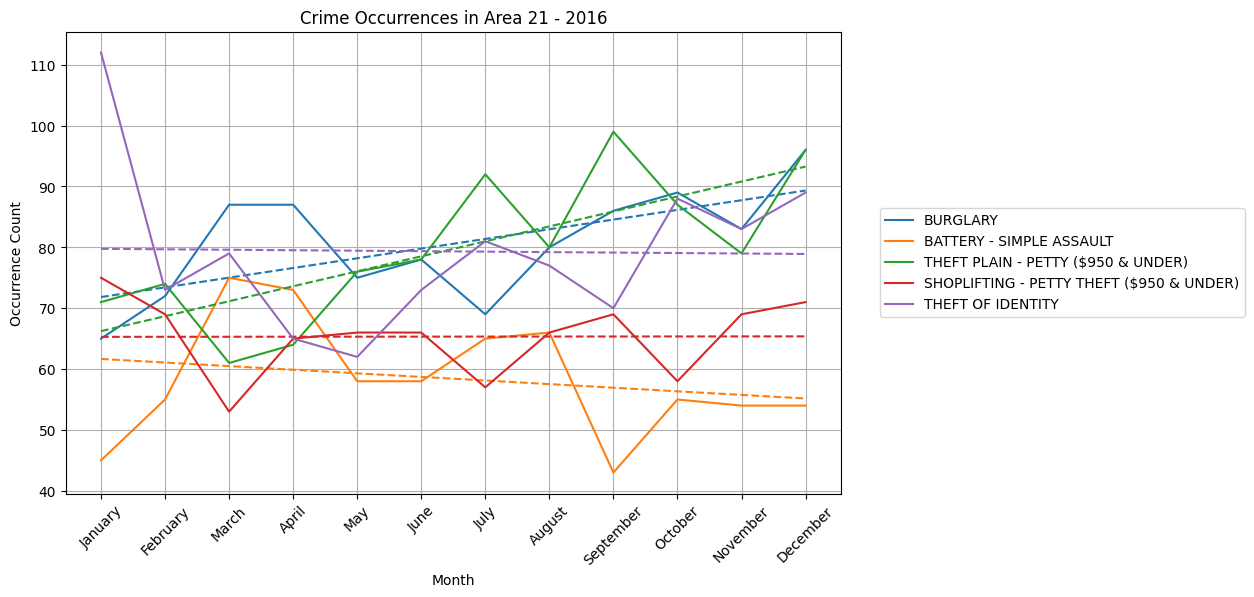 Crime Occurrences in Area 21 - 2016
Occurrence Count
110
100
90
80
70
60
50
40
January
February
March
April
May
June
July
August
September
October
November
December
Month
BURGLARY
BATTERY - SIMPLE ASSAULT
THEFT PLAIN - PETTY ($950 & UNDER)
SHOPLIFTING - PETTY THEFT ($950 & UNDER)
THEFT OF IDENTITY